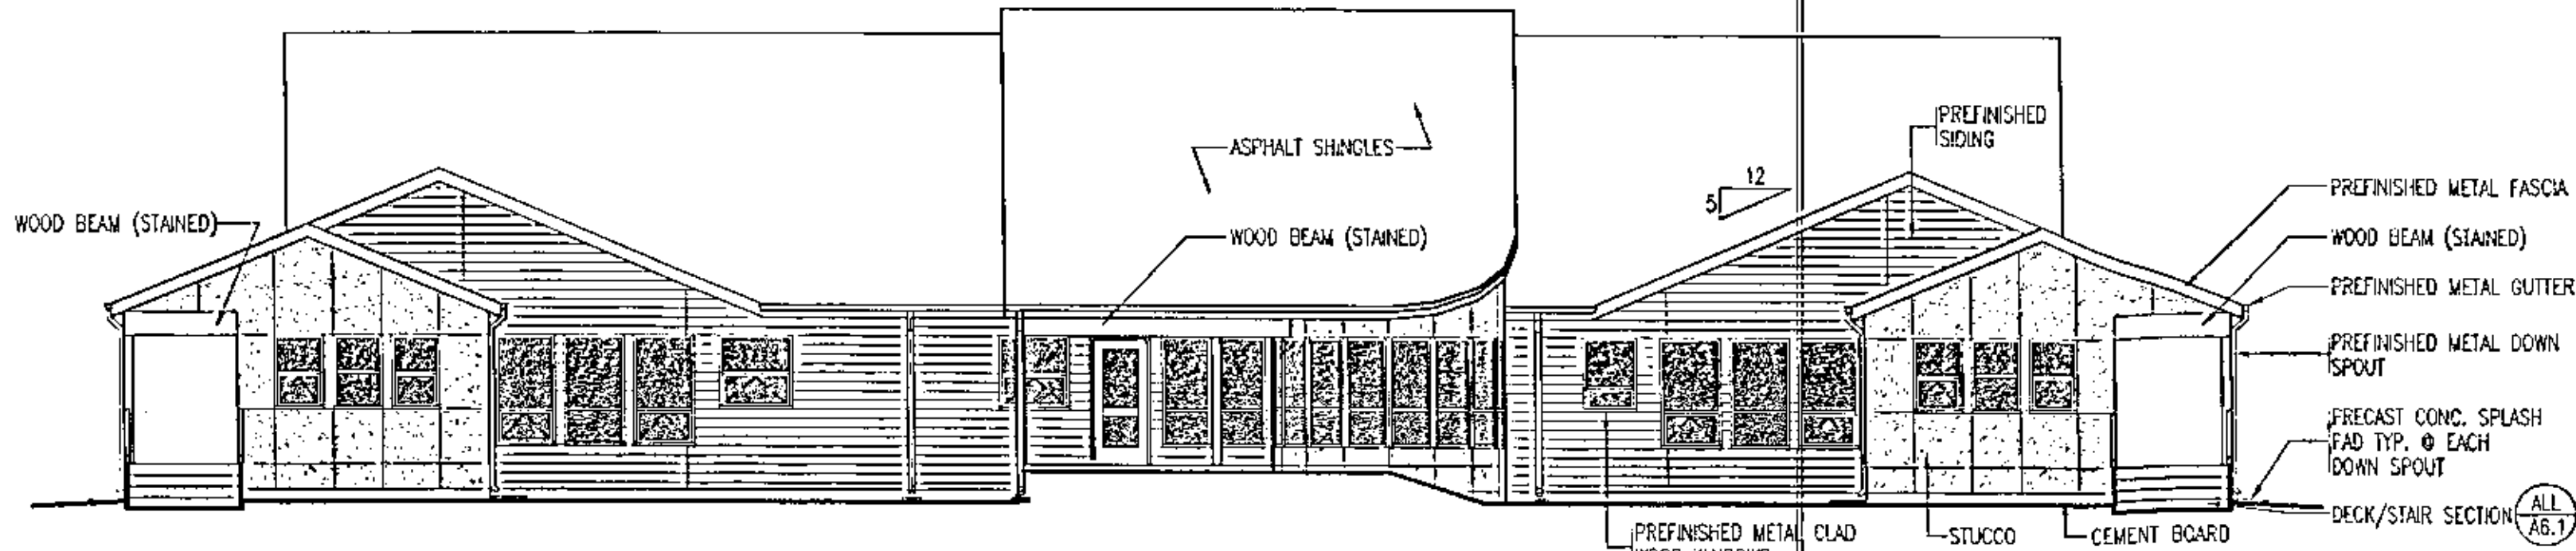 ASPHALT SHINGLES
PREFINISHED
SIDING
12
5
PREFINISHED METAL FASCIA
WOOD BEAM (STAINED)
WOOD BEAM (STAINED)
WOOD BEAM (STAINED)
PREFINISHED METAL GUTTER
PREFINISHED METAL DOWN
SPOUT
PRECAST CONC. SPLASH
PAD TYP. @ EACH
DOWN SPOUT
DECK/STAIR SECTION
ALL
A6.1
PREFINISHED METAL CLAD
STUCCO
CEMENT BOARD